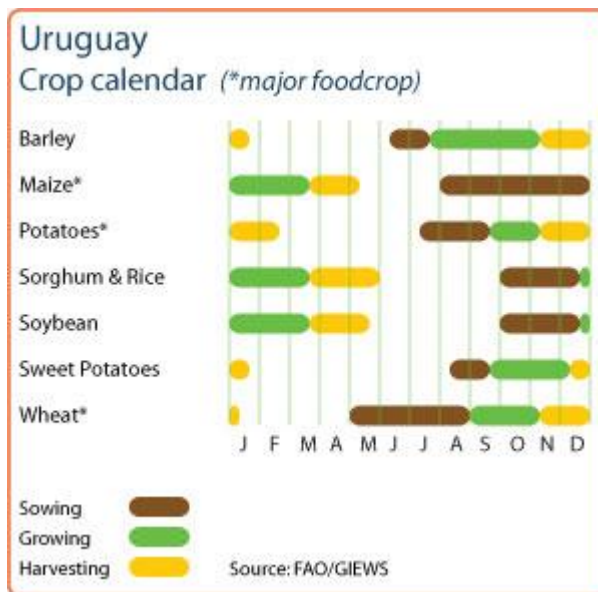 Uruguay
Crop calendar (*major foodcrop)
Barley
Maize*
Potatoes*
Sorghum & Rice
Soybean
Sweet Potatoes
Wheat*
J F M A M J J A S O N D
Sowing
Growing
Harvesting
Source: FAO/GIEWS